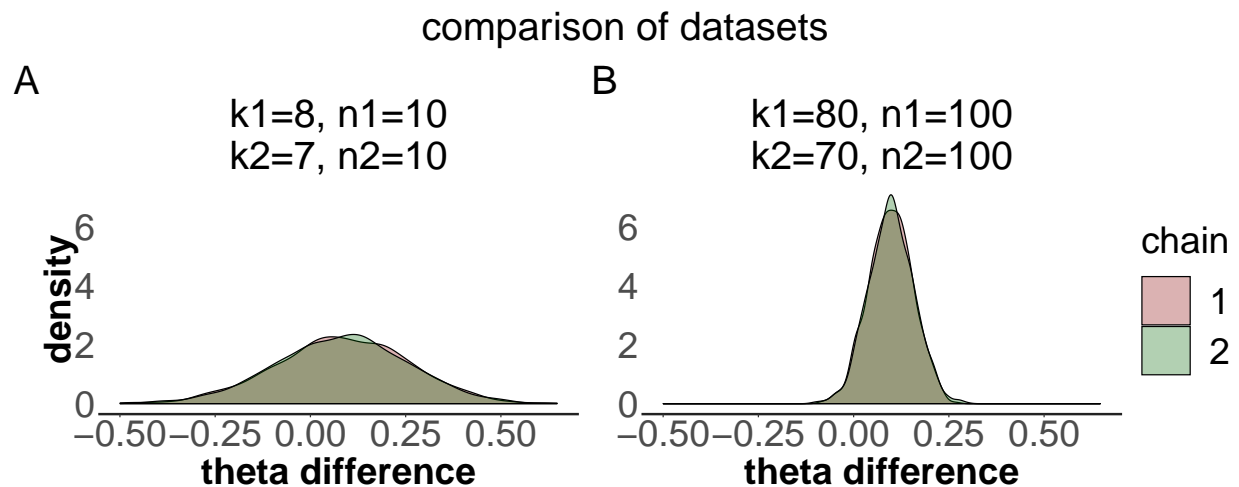 comparison of datasets
A
k1=8, n1=10
k2=7, n2=10
density
6
4
2
0
−0.50 −0.25 0.00 0.25 0.50
theta difference
B
k1=80, n1=100
k2=70, n2=100
6
4
2
0
−0.50 −0.25 0.00 0.25 0.50
theta difference
chain
1
2